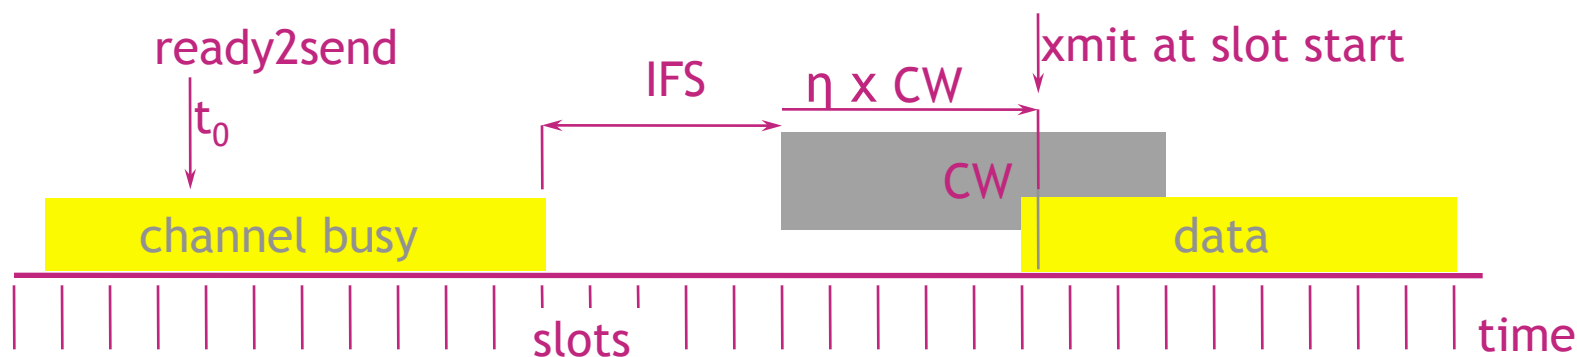 ready2send
t₀
IFS
η x CW
xmit at slot start
CW
channel busy
data
slots
time